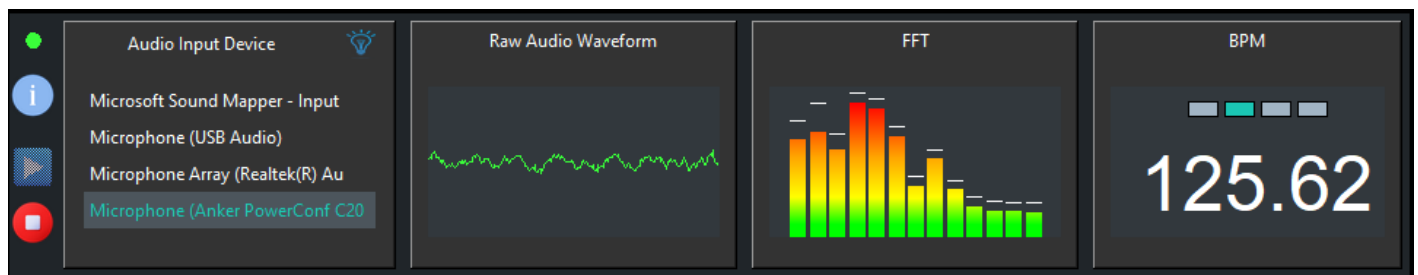 Audio Input Device
i
Microsoft Sound Mapper - Input
Microphone (USB Audio)
Microphone Array (Realtek(R) Au
Microphone (Anker PowerConf C20
Raw Audio Waveform
FFT
BPM
125.62